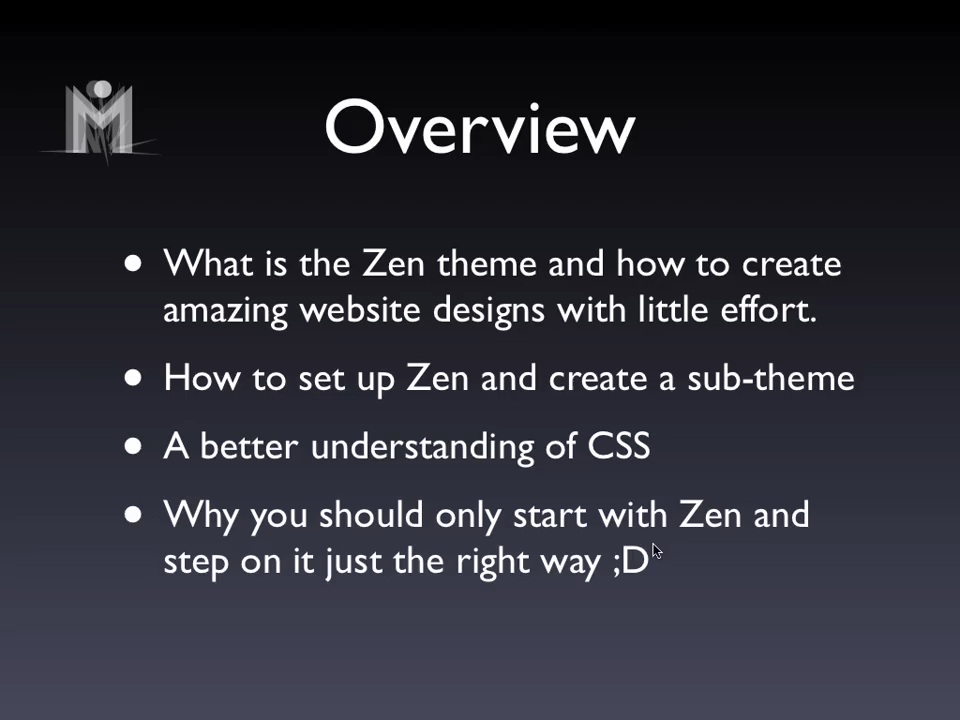 Overview
• What is the Zen theme and how to create
amazing website designs with little effort.
• How to set up Zen and create a sub-theme
• A better understanding of CSS
• Why you should only start with Zen and
step on it just the right way ;D